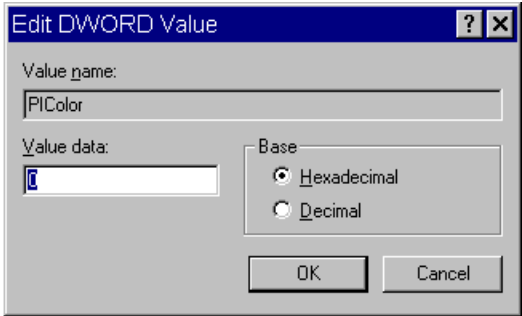 Edit DWORD Value
Value name:
PIColor
Value data:
0
Base
Hexadecimal
Decimal
OK
Cancel